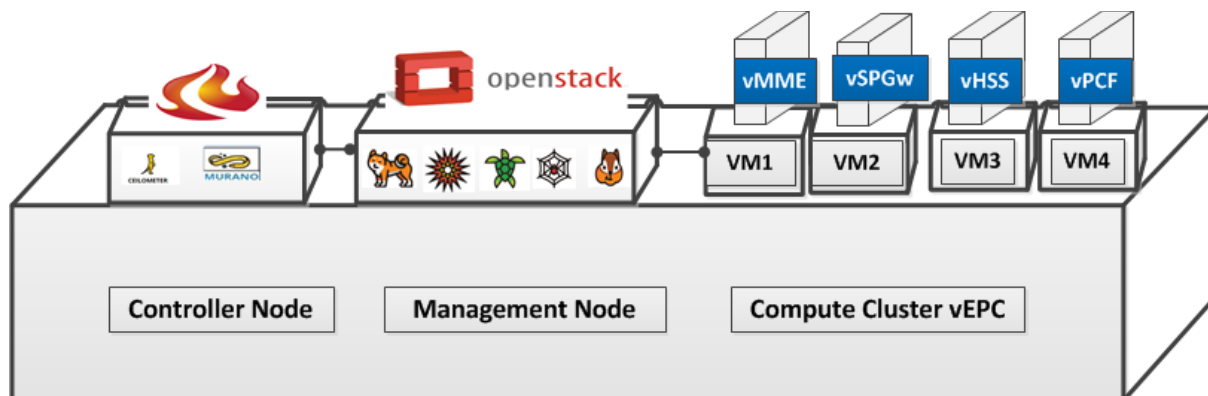 openstack
vMME
vSPGw
vHSS
vPCF
CEILOMETER
MURANO
VM1
VM2
VM3
VM4
Controller Node
Management Node
Compute Cluster vEPC